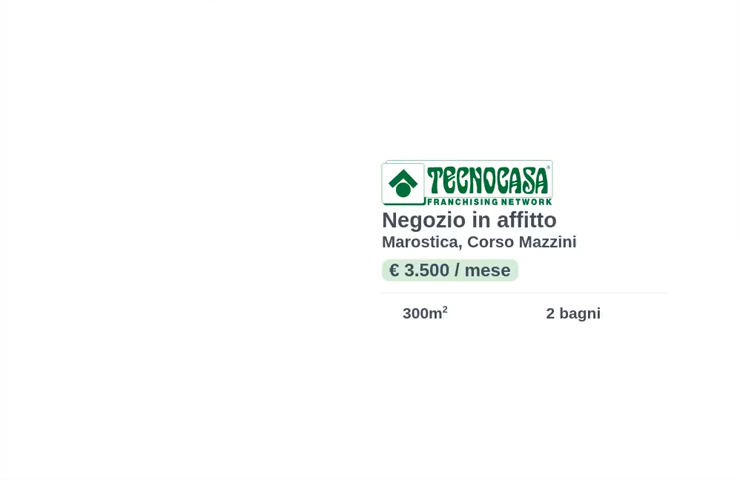 TECNOCASA®
FRANCHISING NETWORK
Negozio in affitto
Marostica, Corso Mazzini
€ 3.500 / mese
300m²
2 bagni